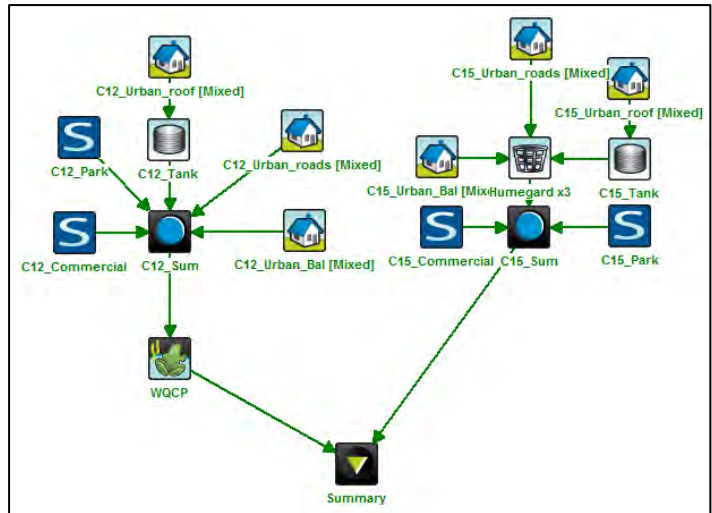 C15_Urban_roads [Mixed]
C12_Urban_roof [Mixed]
C15_Urban_roof [Mixed]
C12_Park
C12_Tank
C12_Urban_roads [Mixed]
C15_Urban_Bal [Mixe
Humegard x3
C15_Tank
C12_Commercial
C12_Sum
C12_Urban_Bal [Mixed]
C15_Commercial
C15_Sum
C15_Park
WQCP
Summary